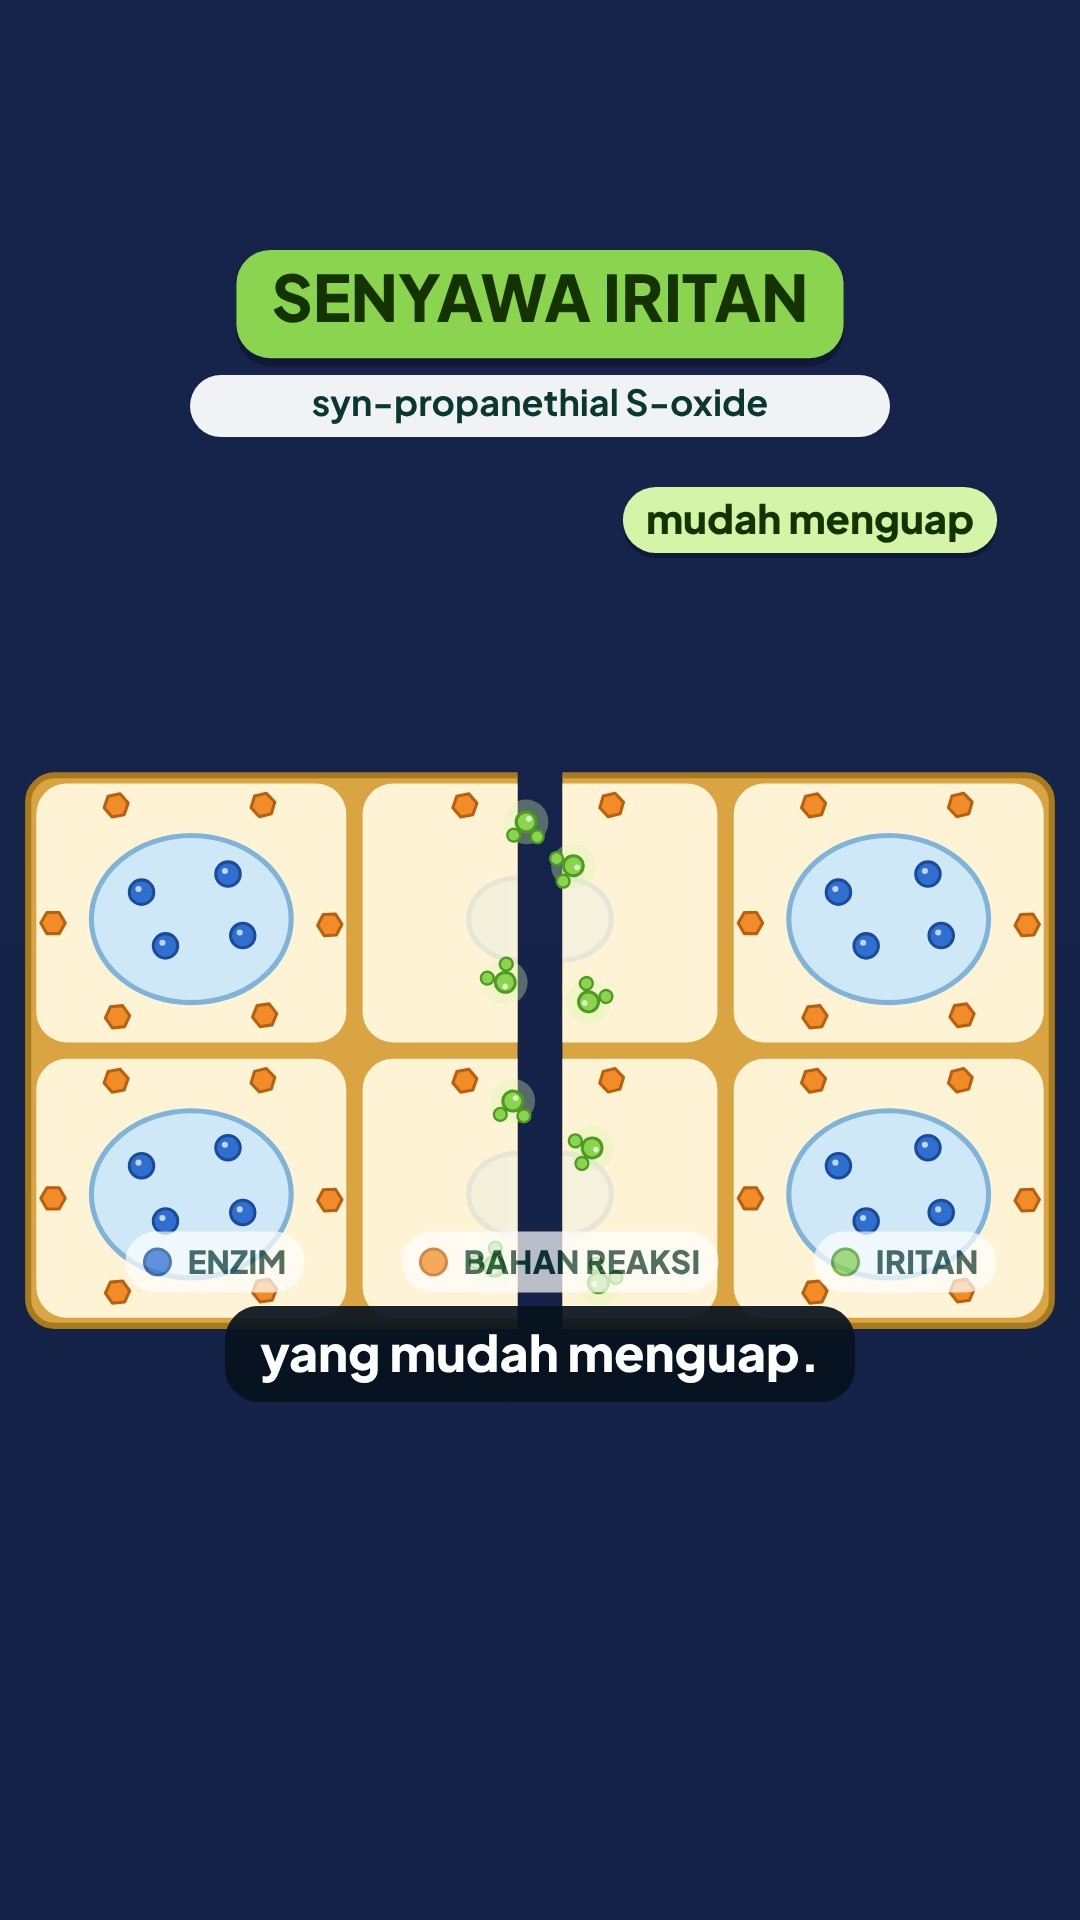 SENYAWA IRITAN
syn-propanethial S-oxide
mudah menguap
ENZIM
BAHAN REAKSI
IRITAN
yang mudah menguap.